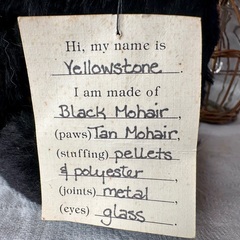 Hi, my name is
Yellowstone.
I am made of
Black Mohair,
(paws) Tan Mohair,
(stuffing) pellets
& polyester,
(joints) metal,
(eyes) glass.